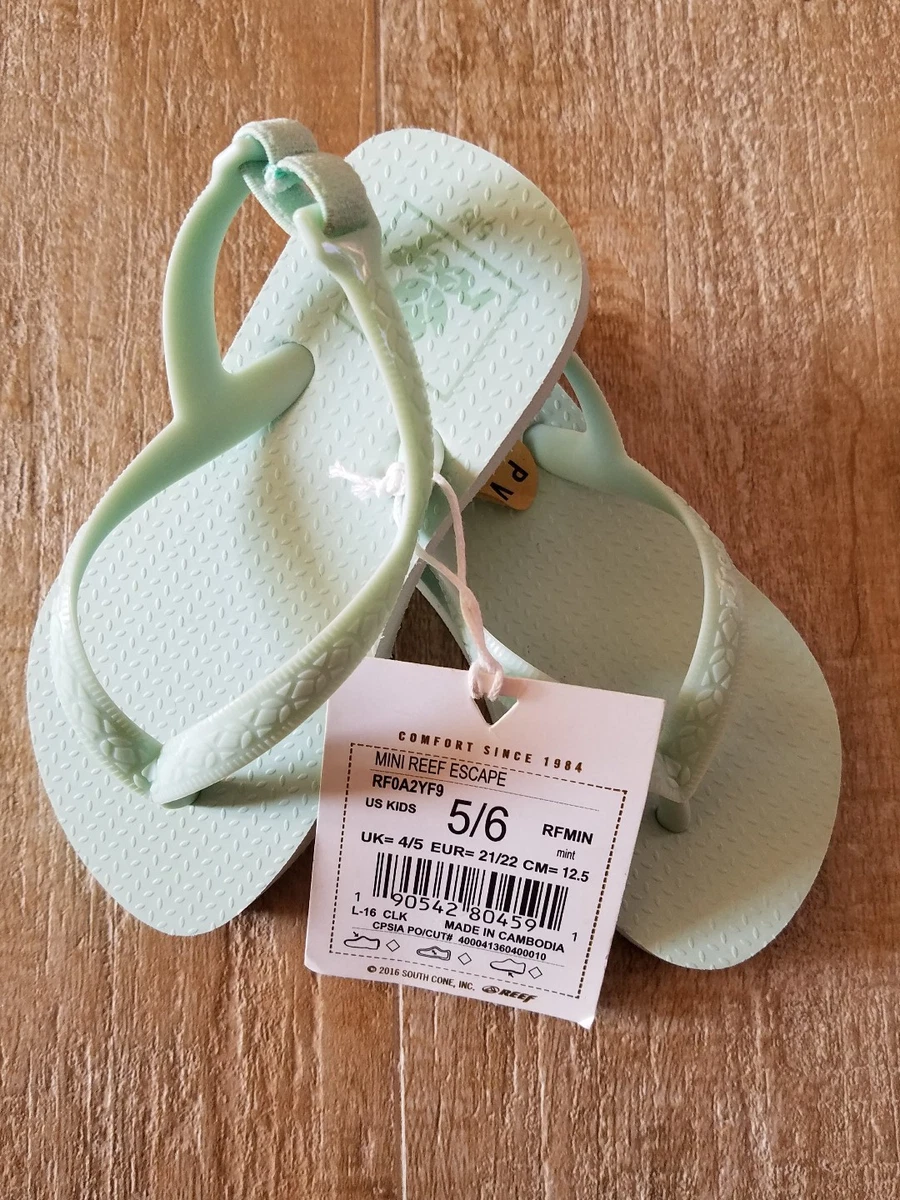 5/6
P V
COMFORT SINCE 1984
MINI REEF ESCAPE
RF0A2YF9
US KIDS 5/6 RFMIN
mint
UK= 4/5 EUR= 21/22 CM= 12.5
1 90542 80459 1
L-16 CLK MADE IN CAMBODIA
CPSIA PO/CUT# 400041360400010
© 2016 SOUTH CONE, INC. REEF